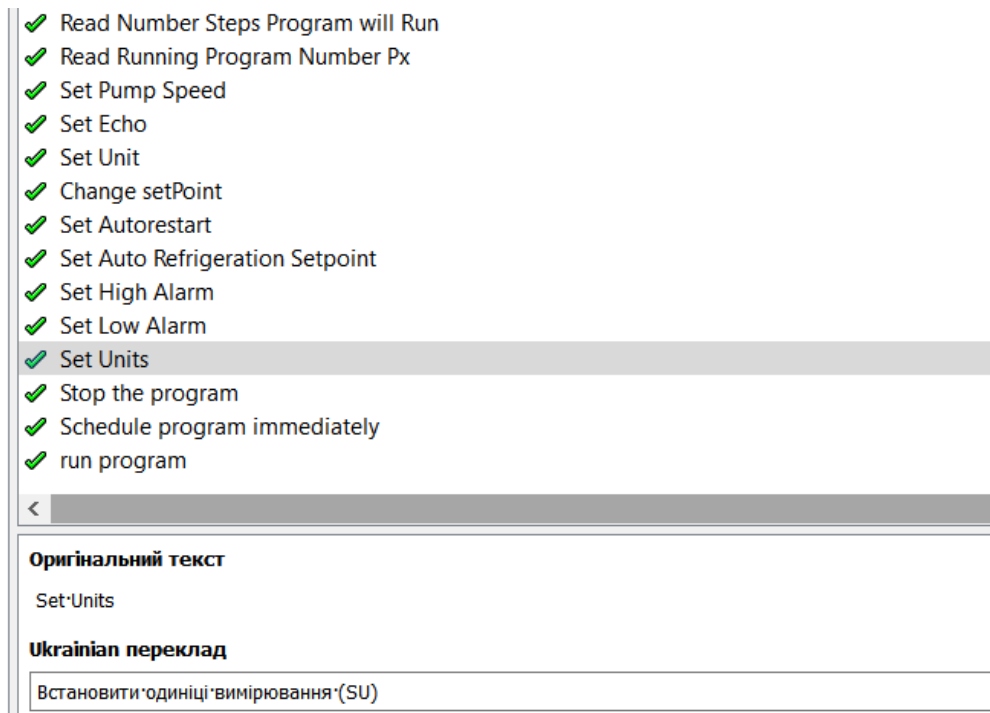 Read Number Steps Program will Run
Read Running Program Number Px
Set Pump Speed
Set Echo
Set Unit
Change setPoint
Set Autorestart
Set Auto Refrigeration Setpoint
Set High Alarm
Set Low Alarm
Set Units
Stop the program
Schedule program immediately
run program
Оригінальний текст
Set·Units
Ukrainian переклад
Встановити·одиніці·вимірювання·(SU)